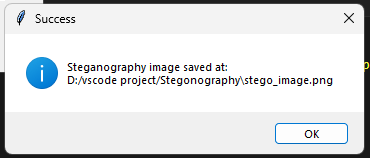 Success
Steganography image saved at:
D:/vscode project/Stegonography\stego_image.png
OK